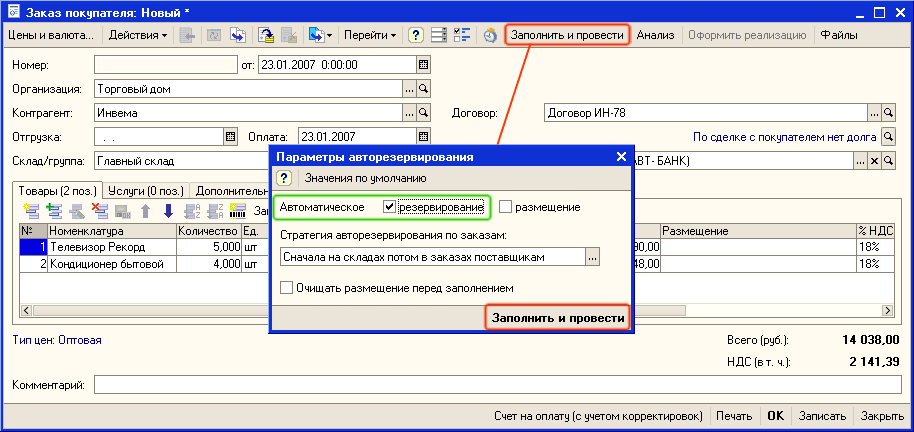 Заказ покупателя: Новый *
Цены и валюта... Действия Перейти Заполнить и провести Анализ Оформить реализацию Файлы
Номер: от: 23.01.2007 0:00:00
Организация: Торговый дом
Контрагент: Инвема Договор: Договор ИН-78
Отгрузка: . . Оплата: 23.01.2007 По сделке с покупателем нет долга
Склад/группа: Главный склад АВТ- БАНК)
Товары (2 поз.) Услуги (0 поз.) Дополнительн
За
№ Номенклатура Количество Ед. Размещение % НДС
1 Телевизор Рекорд 5,000 шт 90,00 18%
2 Кондиционер бытовой 4,000 шт 48,00 18%
Параметры авторезервирования
Значения по умолчанию
Автоматическое резервирование размещение
Стратегия авторезервирования по заказам:
Сначала на складах потом в заказах поставщикам ...
Очищать размещение перед заполнением
Заполнить и провести
Тип цен: Оптовая Всего (руб.): 14 038,00
НДС (в т. ч.): 2 141,39
Комментарий:
Счет на оплату (с учетом корректировок) Печать OK Записать Закрыть